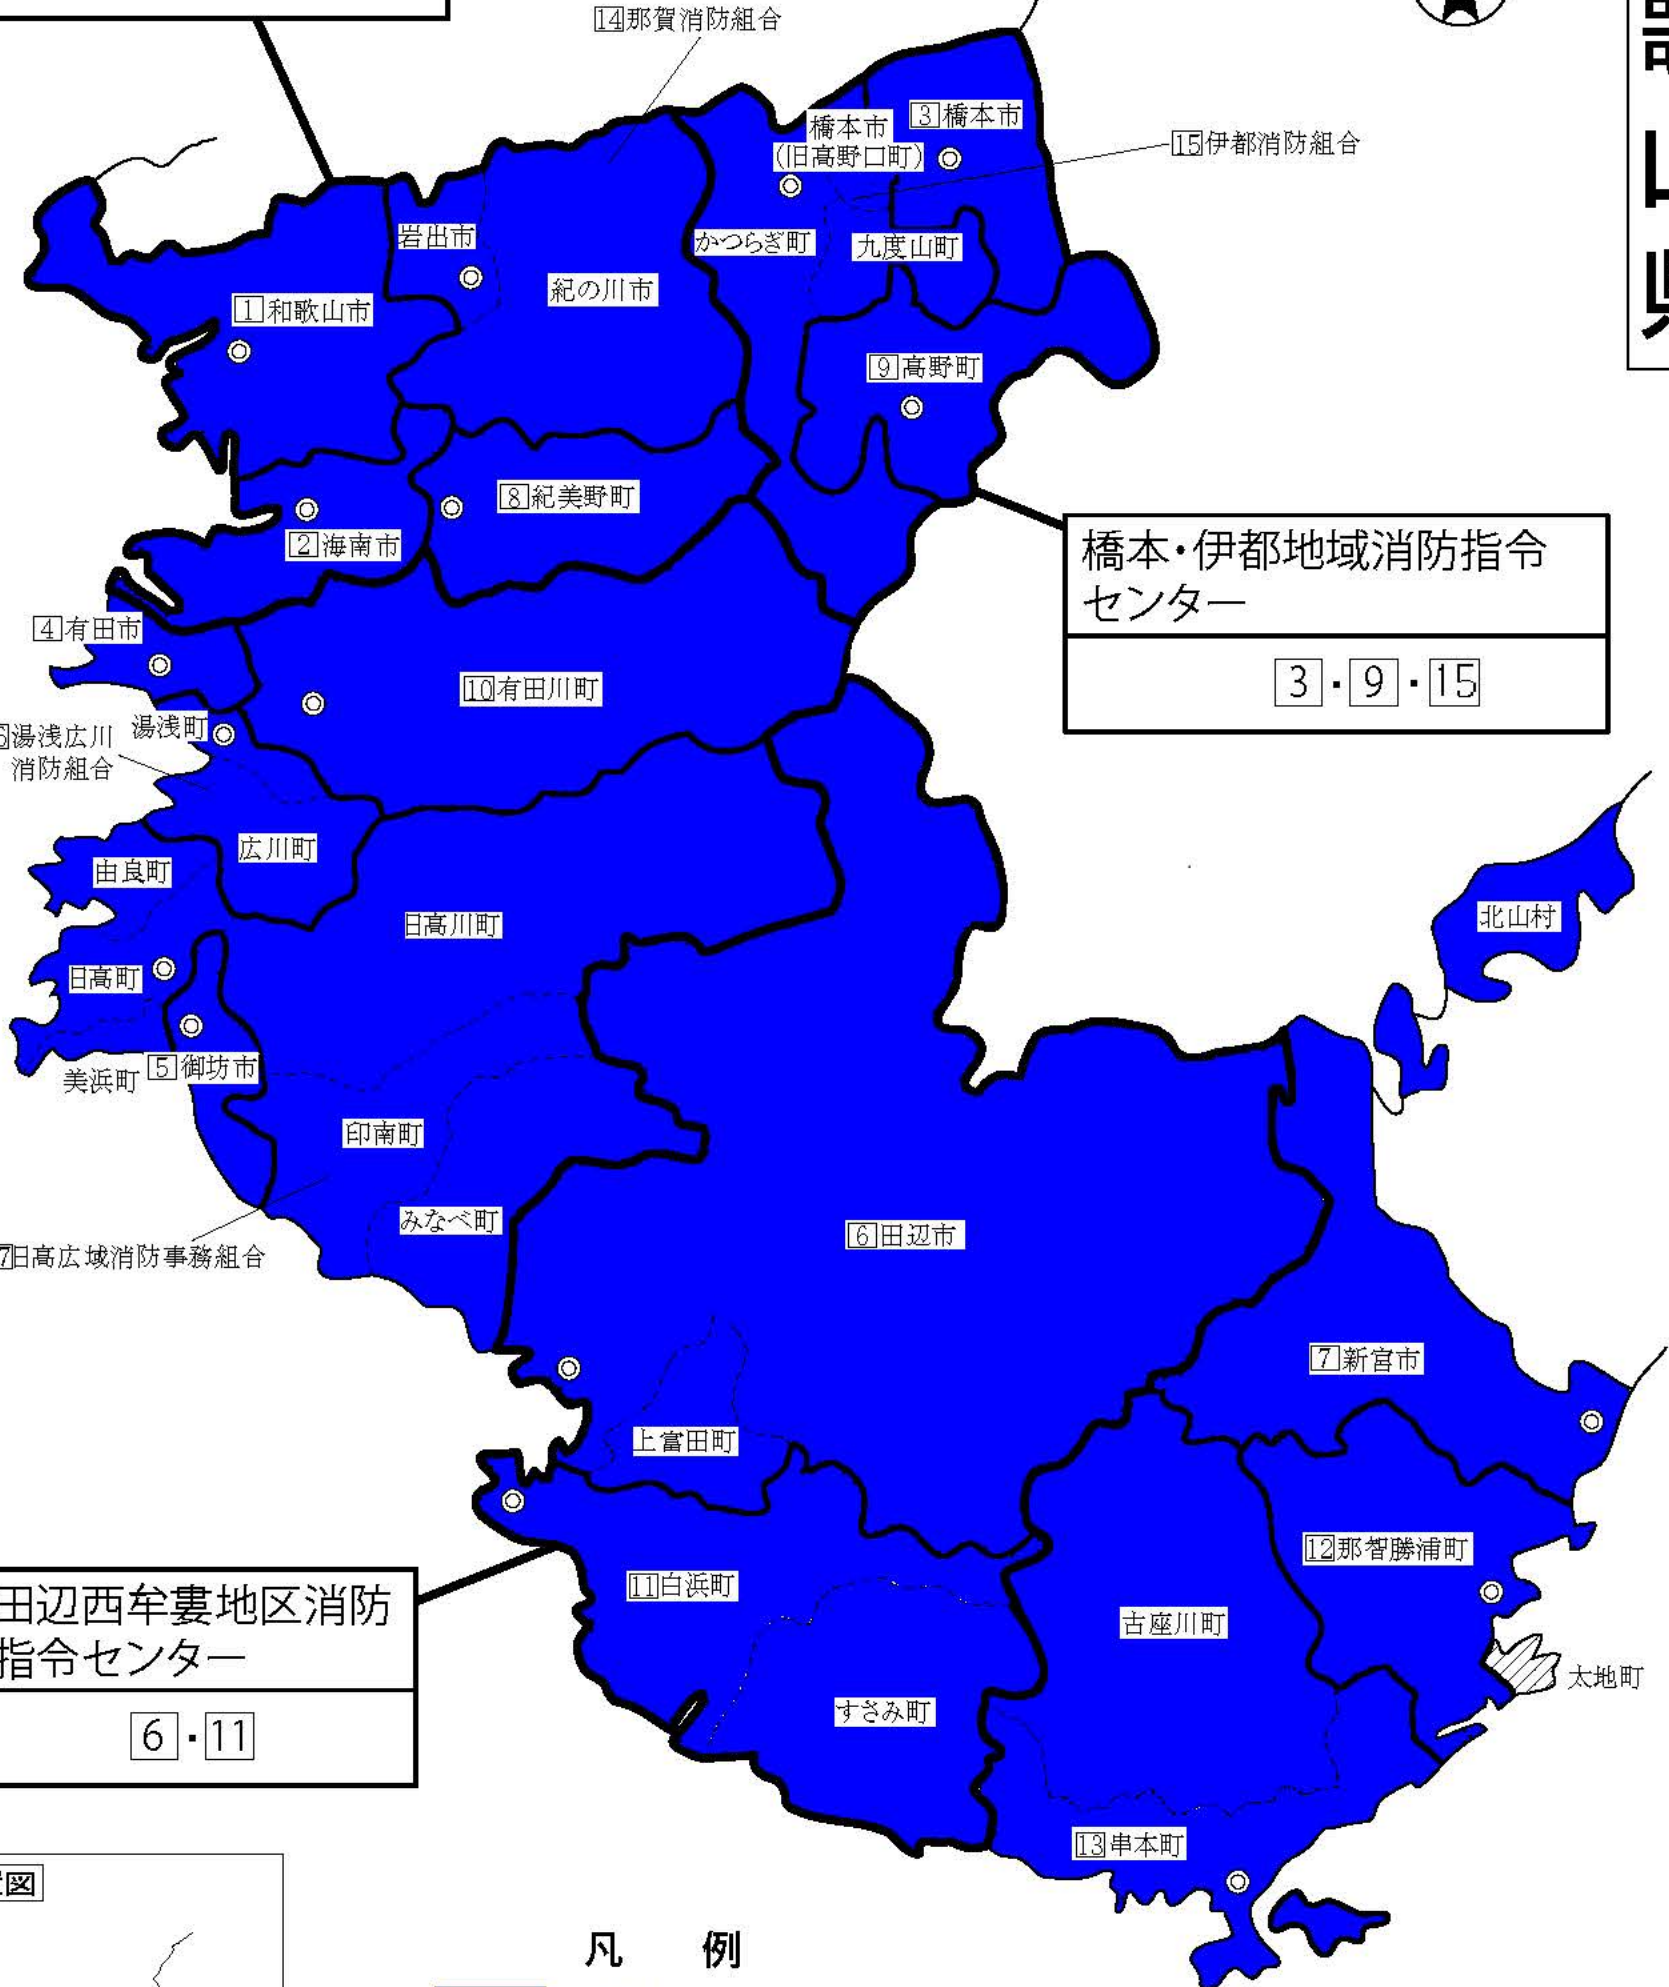 14那賀消防組合
歌
山
県
橋本市
(旧高野口町)
3橋本市
15伊都消防組合
岩出市
かつらぎ町
九度山町
紀の川市
1和歌山市
9高野町
8紀美野町
2海南市
橋本・伊都地域消防指令
センター
3・9・15
4有田市
10有田川町
湯浅町
湯浅広川
消防組合
広川町
由良町
北山村
日高川町
日高町
5御坊市
美浜町
印南町
みなべ町
6田辺市
7日高広域消防事務組合
7新宮市
上富田町
12那智勝浦町
田辺西牟婁地区消防
指令センター
6・11
11白浜町
古座川町
太地町
すさみ町
13串本町
図
凡 例